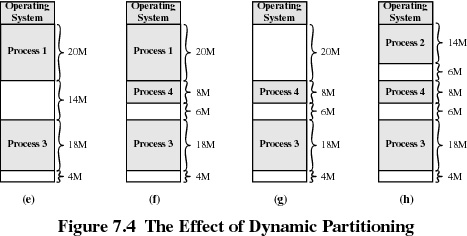 Operating
System
Process 1
20M
14M
Process 3
18M
4M
(e)
Operating
System
Process 1
20M
Process 4
8M
6M
Process 3
18M
4M
(f)
Operating
System
20M
Process 4
8M
6M
Process 3
18M
4M
(g)
Operating
System
Process 2
14M
6M
Process 4
8M
6M
Process 3
18M
4M
(h)
Figure 7.4 The Effect of Dynamic Partitioning